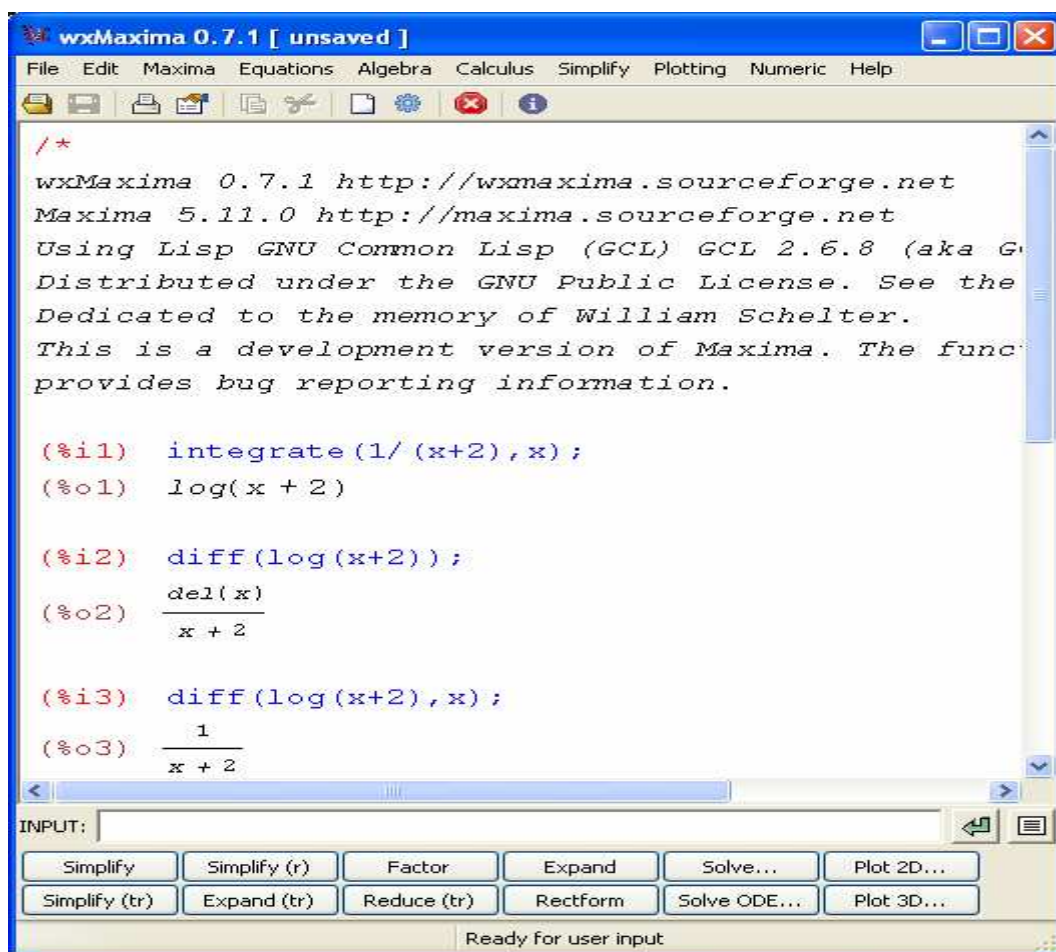 wxMaxima 0.7.1 [ unsaved ]
File Edit Maxima Equations Algebra Calculus Simplify Plotting Numeric Help
/*
wxMaxima 0.7.1 http://wxmaxima.sourceforge.net
Maxima 5.11.0 http://maxima.sourceforge.net
Using Lisp GNU Common Lisp (GCL) GCL 2.6.8 (aka G
Distributed under the GNU Public License. See the
Dedicated to the memory of William Schelter.
This is a development version of Maxima. The func
provides bug reporting information.
(%i1) integrate(1/(x+2),x);
(%o1) log(x + 2)
(%i2) diff(log(x+2));
del(x)
(%o2)
x + 2
(%i3) diff(log(x+2),x);
1
(%o3)
x + 2
INPUT:
Simplify Simplify (r) Factor Expand Solve... Plot 2D...
Simplify (tr) Expand (tr) Reduce (tr) Rectform Solve ODE... Plot 3D...
Ready for user input